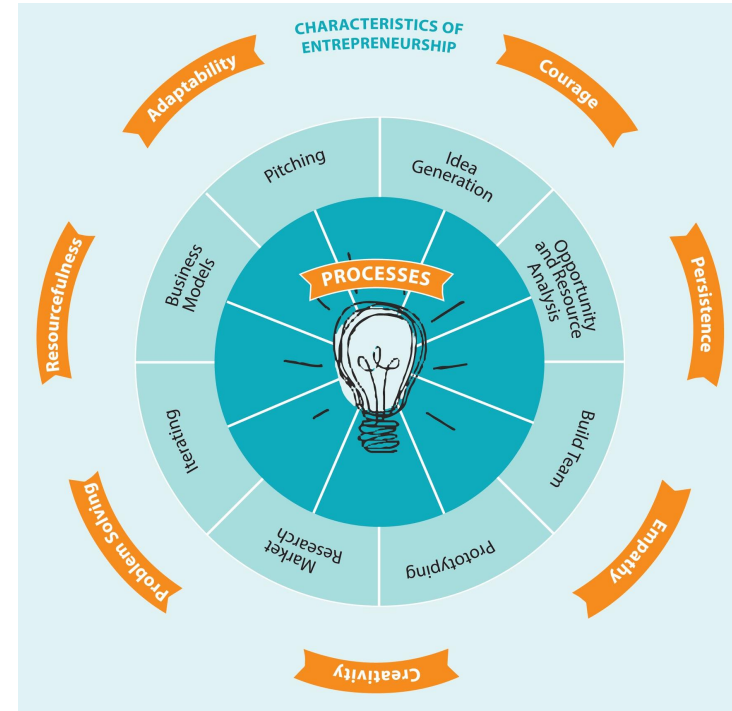 CHARACTERISTICS OF
ENTREPRENEURSHIP
Courage
Persistence
Empathy
Creativity
Problem Solving
Resourcefulness
Adaptability
PROCESSES
Idea
Generation
Opportunity
and Resource
Analysis
Build Team
Prototyping
Market
Research
Iterating
Business
Models
Pitching